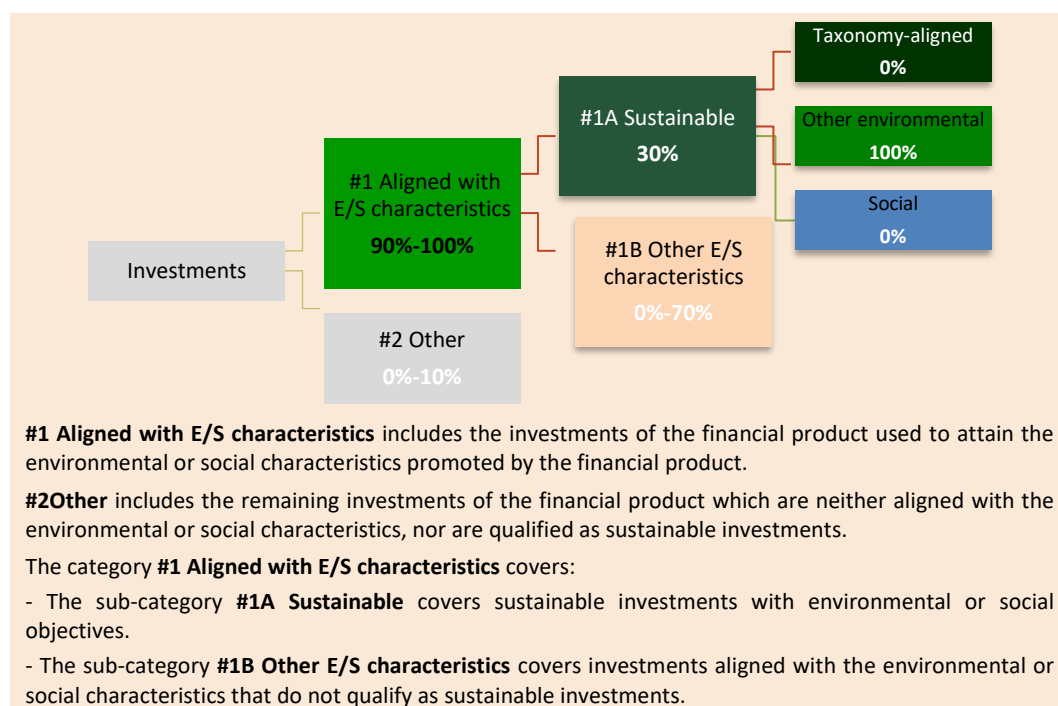 Taxonomy-aligned
0%
#1A Sustainable
30%
Other environmental
100%
#1 Aligned with
E/S characteristics
90%-100%
Social
0%
Investments
#1B Other E/S
characteristics
0%-70%
#2 Other
0%-10%
#1 Aligned with E/S characteristics includes the investments of the financial product used to attain the
environmental or social characteristics promoted by the financial product.
#2Other includes the remaining investments of the financial product which are neither aligned with the
environmental or social characteristics, nor are qualified as sustainable investments.
The category #1 Aligned with E/S characteristics covers:
- The sub-category #1A Sustainable covers sustainable investments with environmental or social
objectives.
- The sub-category #1B Other E/S characteristics covers investments aligned with the environmental or
social characteristics that do not qualify as sustainable investments.